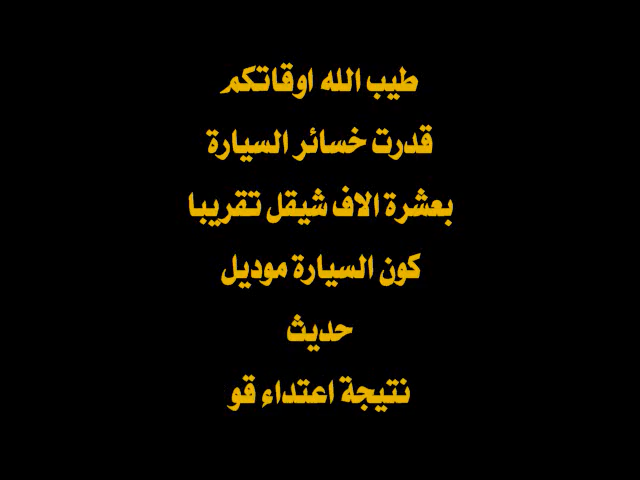 طيب الله اوقاتكم
قدرت خسائر السيارة
بعشرة الاف شيقل تقريبا
كون السيارة موديل
حديث
نتيجة اعتداء قو